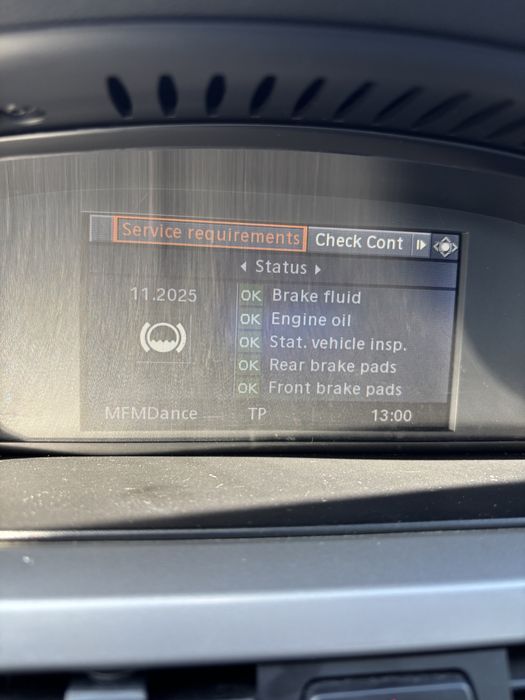 Service requirements Check Cont
Status
11.2025
OK Brake fluid
OK Engine oil
OK Stat. vehicle insp.
OK Rear brake pads
OK Front brake pads
MFMDance TP 13:00